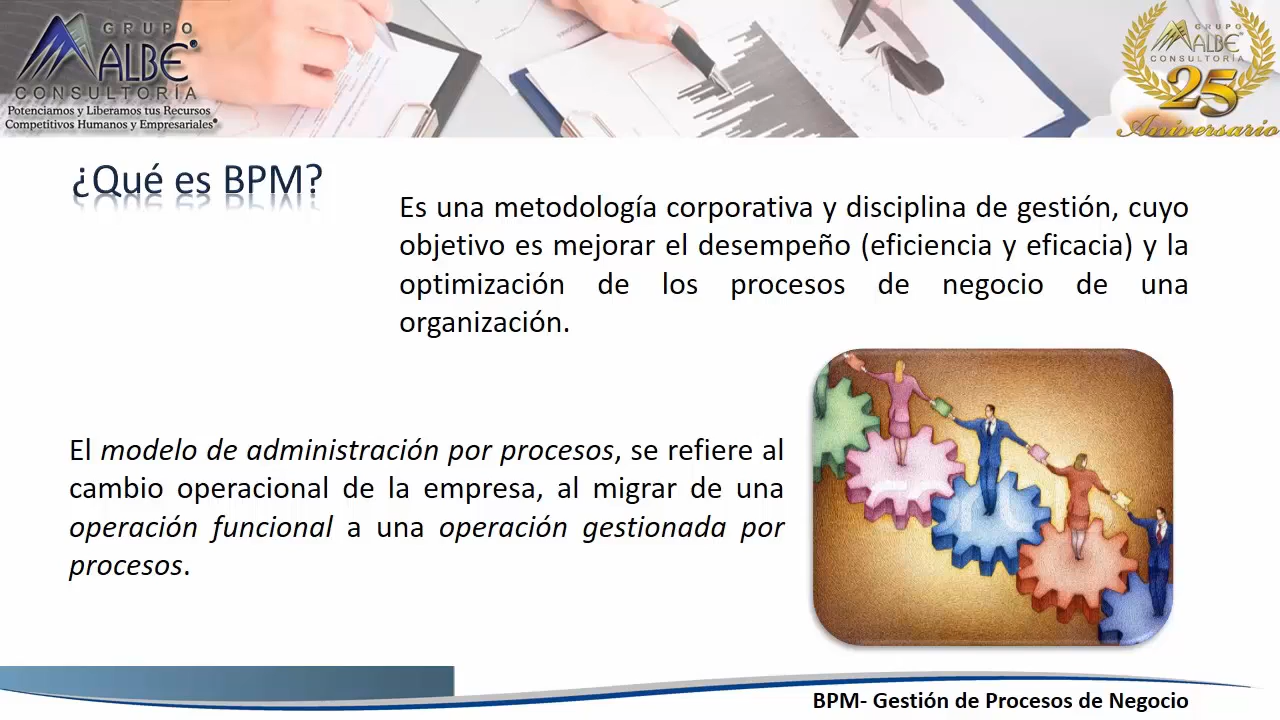 GRUPO
MALBE®
CONSULTORÍA
Potenciamos y Liberamos tus Recursos
Competitivos Humanos y Empresariales®
GRUPO
MALBE®
CONSULTORÍA
25
Aniversario
¿Qué es BPM?
Es una metodología corporativa y disciplina de gestión, cuyo
objetivo es mejorar el desempeño (eficiencia y eficacia) y la
optimización de los procesos de negocio de una
organización.
El modelo de administración por procesos, se refiere al
cambio operacional de la empresa, al migrar de una
operación funcional a una operación gestionada por
procesos.
BPM- Gestión de Procesos de Negocio